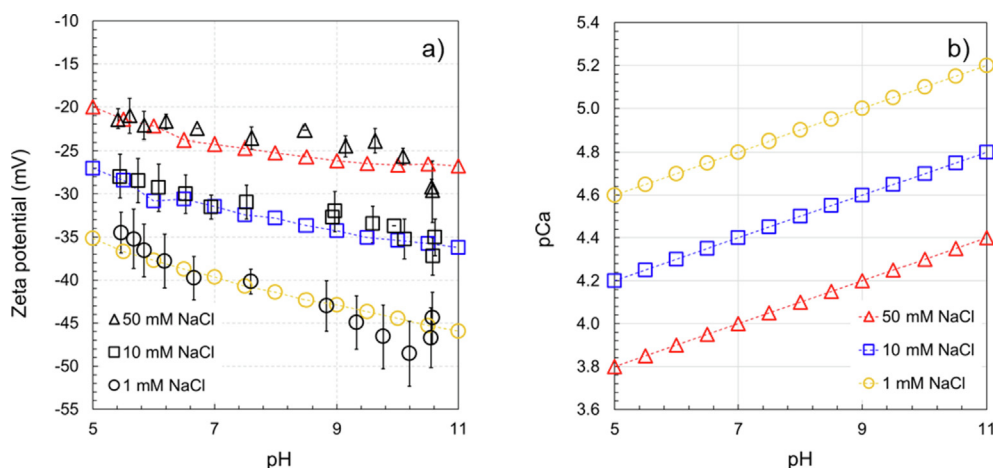 a)
-10
-15
-20
-25
-30
-35
-40
-45
-50
-55
Zeta potential (mV)
50 mM NaCl
10 mM NaCl
1 mM NaCl
5
7
9
11
pH
b)
5.4
5.2
5.0
4.8
4.6
4.4
4.2
4.0
3.8
3.6
pCa
50 mM NaCl
10 mM NaCl
1 mM NaCl
5
7
9
11
pH